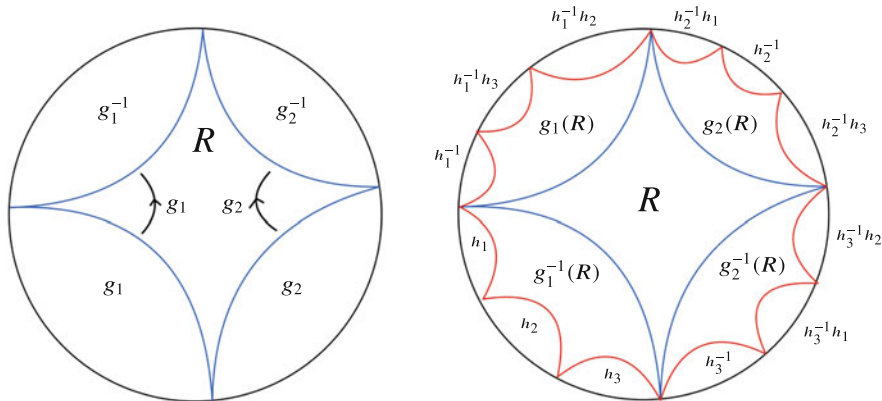 g₁⁻¹
g₂⁻¹
R
g₁
g₂
g₁
g₂
h₁⁻¹h₂
h₂⁻¹h₁
h₂⁻¹
h₁⁻¹h₃
g₁(R)
g₂(R)
h₂⁻¹h₃
h₁⁻¹
R
h₁
h₃⁻¹h₂
g₁⁻¹(R)
g₂⁻¹(R)
h₂
h₃⁻¹h₁
h₃
h₃⁻¹